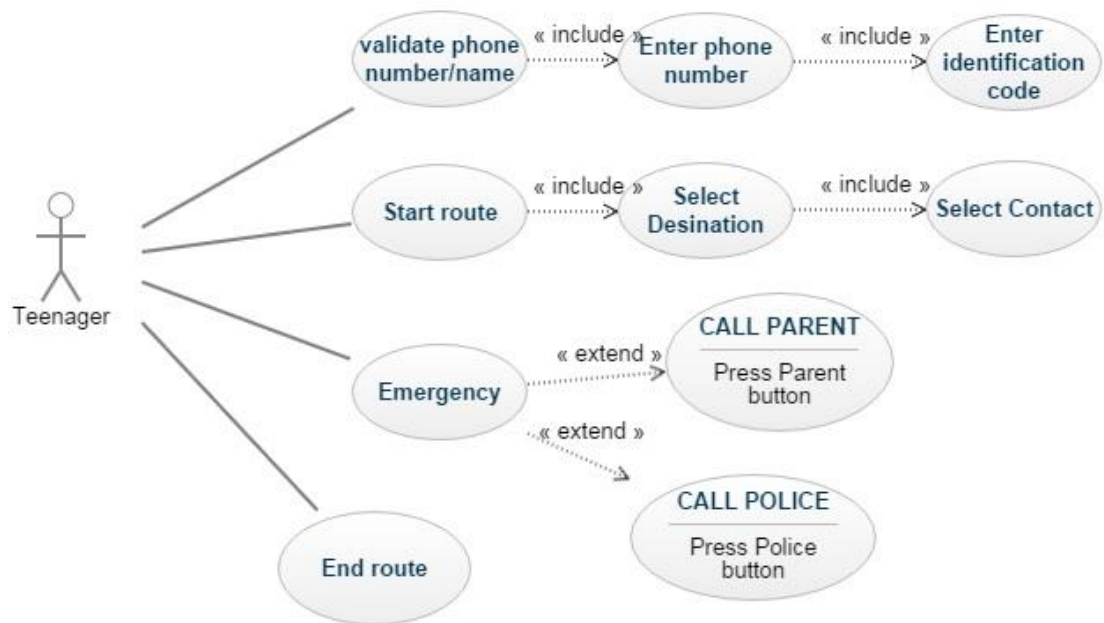 validate phone
number/name
« include »
Enter phone
number
« include »
Enter
identification
code
Start route
« include »
Select
Desination
« include »
Select Contact
Teenager
Emergency
« extend »
CALL PARENT
Press Parent
button
« extend »
CALL POLICE
Press Police
button
End route